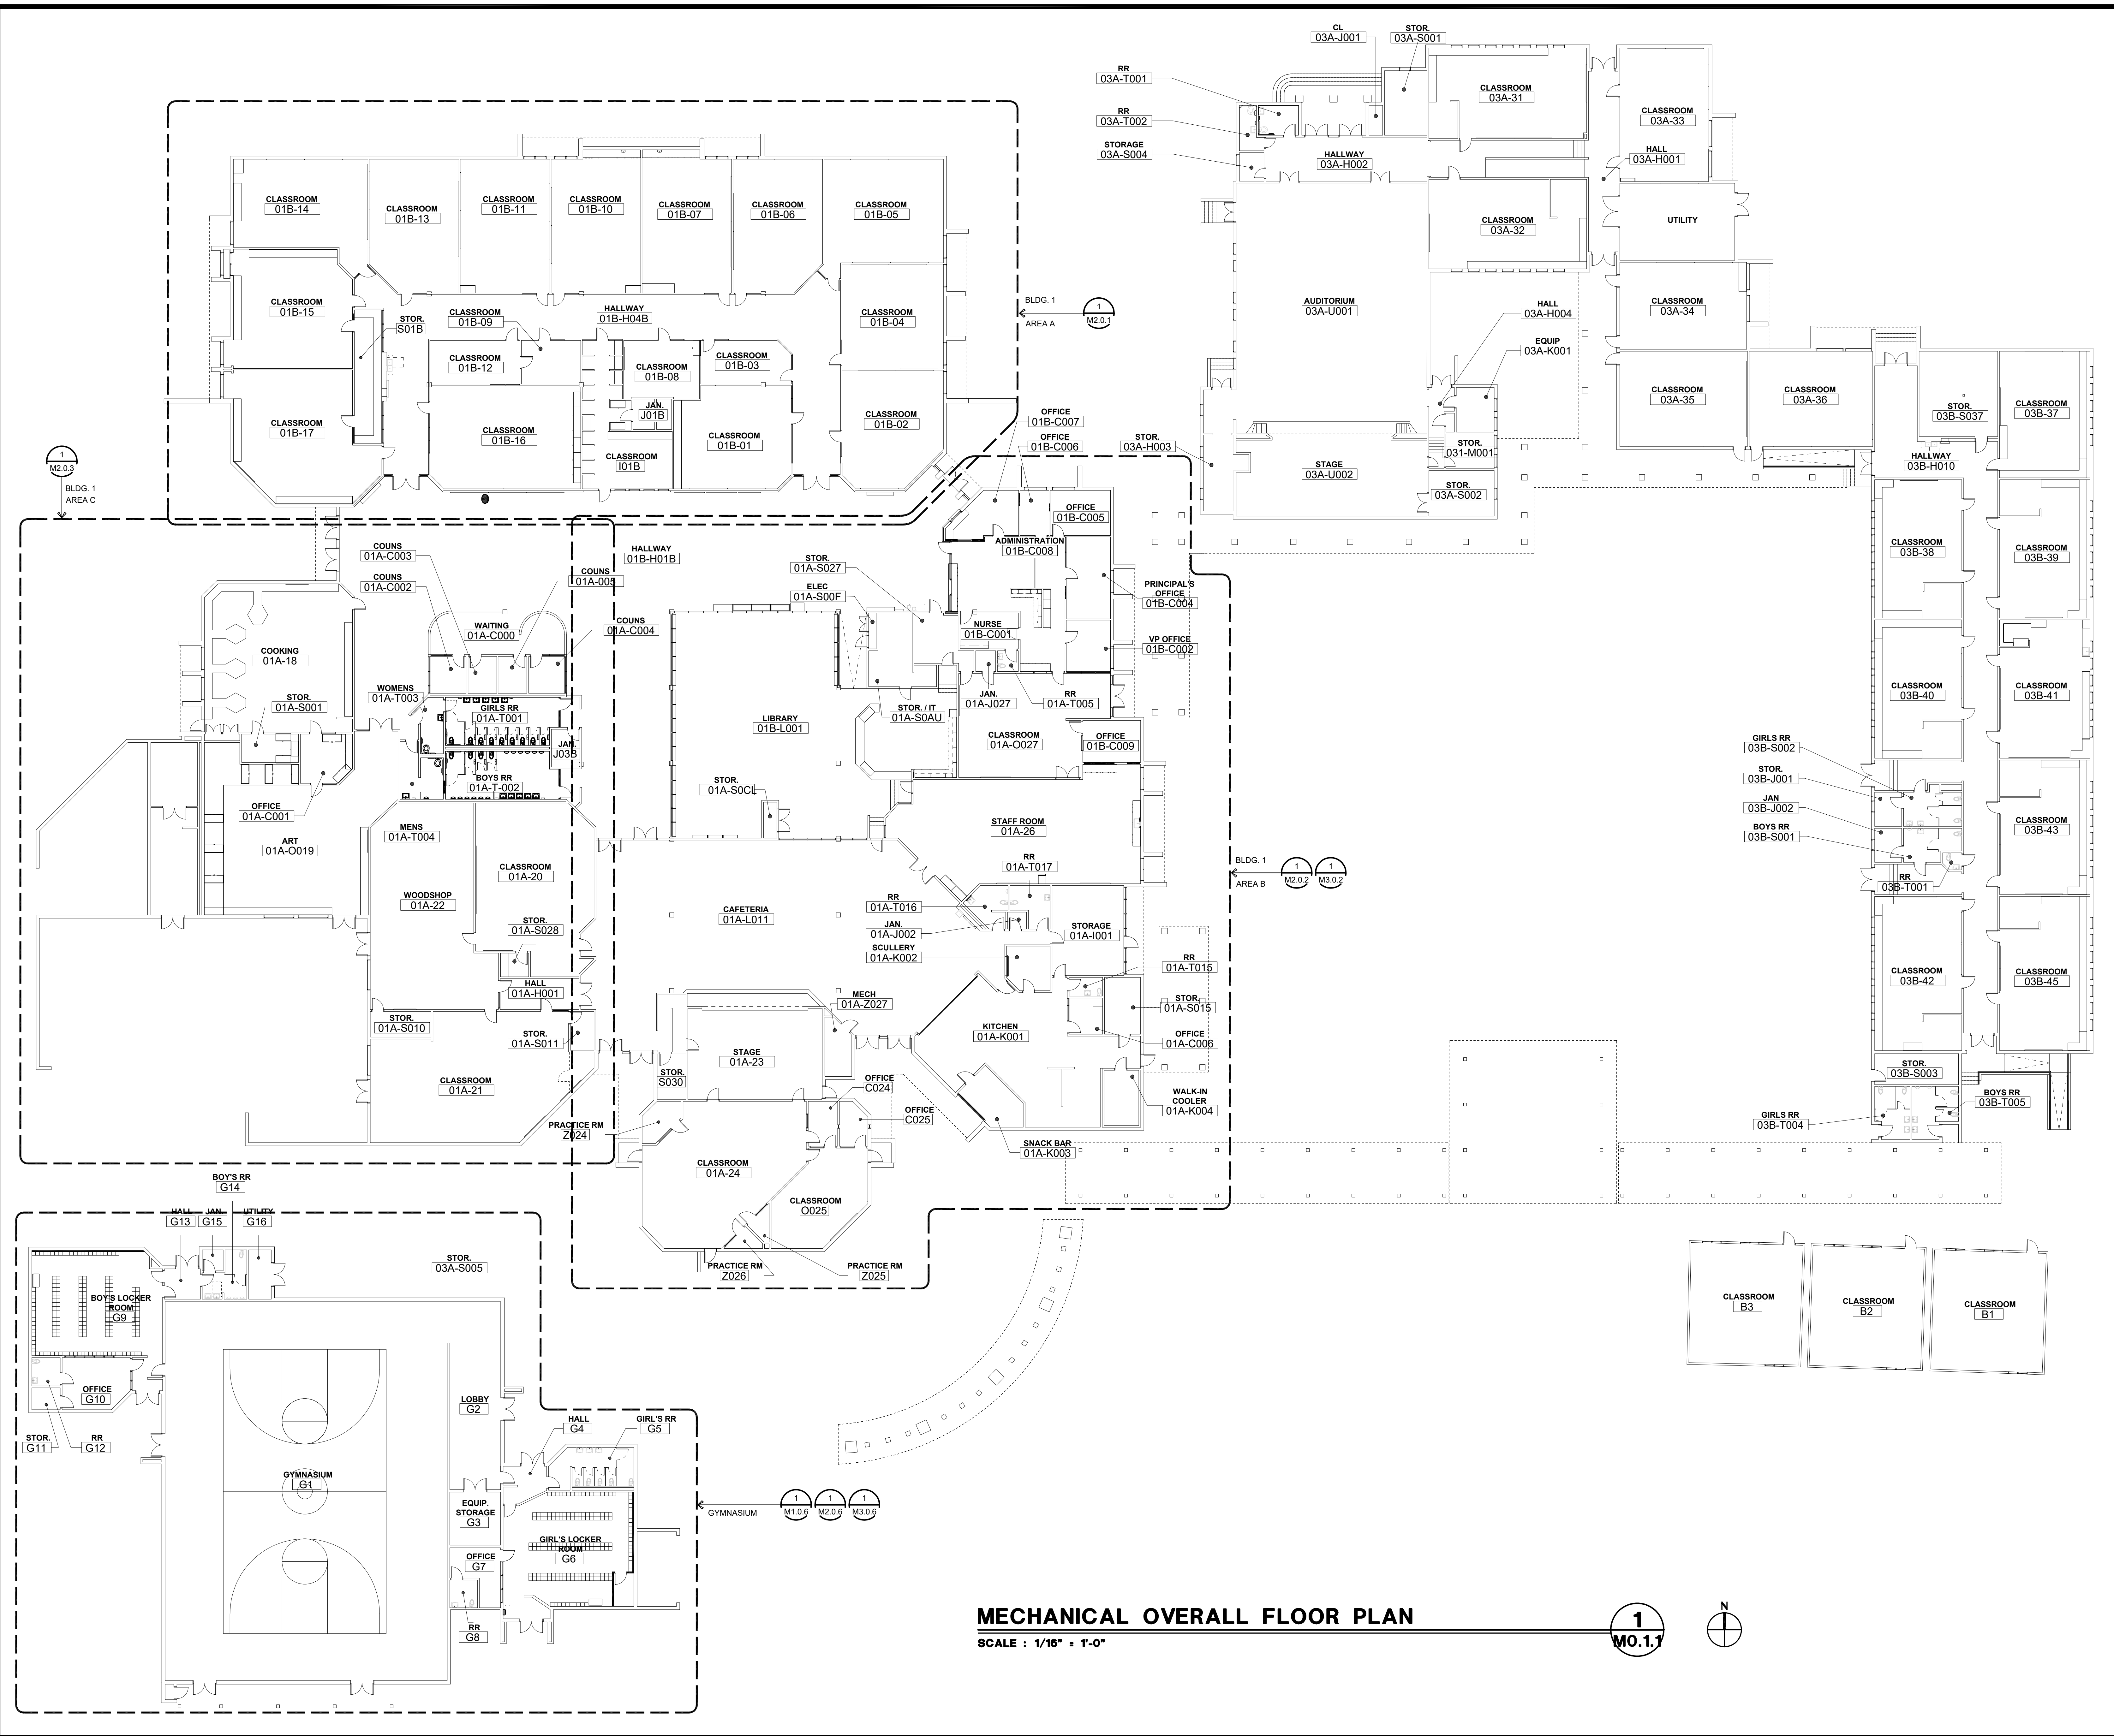 CL
03A-J001
STOR.
03A-S001
RR
03A-T001
RR
03A-T002
STORAGE
03A-S004
CLASSROOM
03A-31
CLASSROOM
03A-33
HALLWAY
03A-H002
HALL
03A-H001
CLASSROOM
03A-32
UTILITY
AUDITORIUM
03A-U001
HALL
03A-H004
EQUIP
03A-K001
CLASSROOM
03A-34
CLASSROOM
03A-35
CLASSROOM
03A-36
STOR.
03A-H003
STAGE
03A-U002
STOR.
031-M001
STOR.
03A-S002
STOR.
03B-S037
CLASSROOM
03B-37
HALLWAY
03B-H010
CLASSROOM
03B-38
CLASSROOM
03B-39
CLASSROOM
03B-40
CLASSROOM
03B-41
GIRLS RR
03B-S002
STOR.
03B-J001
JAN
03B-J002
BOYS RR
03B-S001
RR
03B-T001
CLASSROOM
03B-43
CLASSROOM
03B-42
CLASSROOM
03B-45
STOR.
03B-S003
BOYS RR
03B-T005
GIRLS RR
03B-T004
CLASSROOM
01B-14
CLASSROOM
01B-13
CLASSROOM
01B-11
CLASSROOM
01B-10
CLASSROOM
01B-07
CLASSROOM
01B-06
CLASSROOM
01B-05
CLASSROOM
01B-15
STOR.
S01B
CLASSROOM
01B-09
HALLWAY
01B-H04B
CLASSROOM
01B-04
CLASSROOM
01B-12
CLASSROOM
01B-08
CLASSROOM
01B-03
CLASSROOM
01B-17
CLASSROOM
01B-16
JAN.
J01B
CLASSROOM
I01B
CLASSROOM
01B-01
CLASSROOM
01B-02
BLDG. 1
AREA A
1
M2.0.1
1
M2.0.3
BLDG. 1
AREA C
OFFICE
01B-C007
OFFICE
01B-C006
OFFICE
01B-C005
ADMINISTRATION
01B-C008
PRINCIPAL'S
OFFICE
01B-C004
VP OFFICE
01B-C002
NURSE
01B-C001
HALLWAY
01B-H01B
STOR.
01A-S027
ELEC
01A-S00F
COUNS
01A-C003
COUNS
01A-C002
COUNS
01A-005
COUNS
01A-C004
WAITING
01A-C000
COOKING
01A-18
STOR.
01A-S001
WOMENS
01A-T003
GIRLS RR
01A-T001
JAN.
J03B
BOYS RR
01A-T-002
MENS
01A-T004
OFFICE
01A-C001
ART
01A-O019
LIBRARY
01B-L001
STOR. / IT
01A-S0AU
JAN.
01A-J027
RR
01A-T005
CLASSROOM
01A-O027
OFFICE
01B-C009
STOR.
01A-S0CL
STAFF ROOM
01A-26
CLASSROOM
01A-20
WOODSHOP
01A-22
STOR.
01A-S028
HALL
01A-H001
STOR.
01A-S010
STOR.
01A-S011
CLASSROOM
01A-21
CAFETERIA
01A-L011
RR
01A-T017
RR
01A-T016
JAN.
01A-J002
SCULLERY
01A-K002
STORAGE
01A-I001
RR
01A-T015
STOR.
01A-S015
OFFICE
01A-C006
MECH
01A-Z027
KITCHEN
01A-K001
WALK-IN
COOLER
01A-K004
SNACK BAR
01A-K003
STAGE
01A-23
STOR.
S030
OFFICE
C024
OFFICE
C025
PRACTICE RM
Z024
CLASSROOM
01A-24
CLASSROOM
O025
PRACTICE RM
Z026
PRACTICE RM
Z025
BLDG. 1
AREA B
1
M2.0.2
1
M3.0.2
BOY'S RR
G14
HALL
G13
JAN.
G15
UTILITY
G16
STOR.
03A-S005
BOY'S LOCKER
ROOM
G9
OFFICE
G10
STOR.
G11
RR
G12
LOBBY
G2
HALL
G4
GIRL'S RR
G5
GYMNASIUM
G1
EQUIP.
STORAGE
G3
GIRL'S LOCKER
ROOM
G6
OFFICE
G7
RR
G8
GYMNASIUM
1
M1.0.6
1
M2.0.6
1
M3.0.6
CLASSROOM
B3
CLASSROOM
B2
CLASSROOM
B1
MECHANICAL OVERALL FLOOR PLAN
SCALE : 1/16" = 1'-0"
1
M0.1.1
N